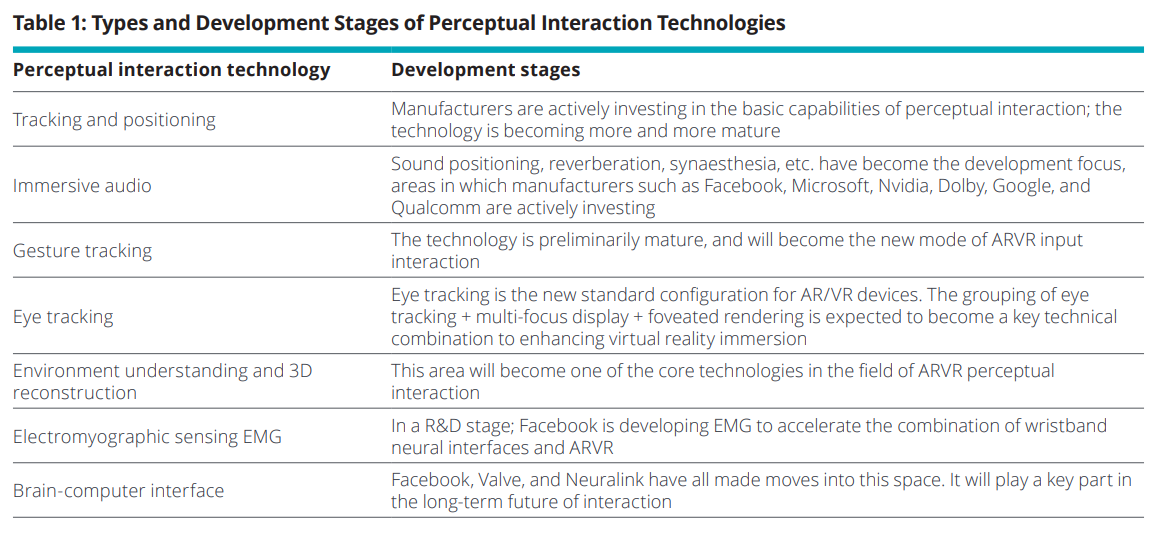 Table 1: Types and Development Stages of Perceptual Interaction Technologies
Perceptual interaction technology Development stages
Tracking and positioning
Manufacturers are actively investing in the basic capabilities of perceptual interaction; the
technology is becoming more and more mature
Immersive audio
Sound positioning, reverberation, synaesthesia, etc. have become the development focus,
areas in which manufacturers such as Facebook, Microsoft, Nvidia, Dolby, Google, and
Qualcomm are actively investing
Gesture tracking
The technology is preliminarily mature, and will become the new mode of ARVR input
interaction
Eye tracking
Eye tracking is the new standard configuration for AR/VR devices. The grouping of eye
tracking + multi-focus display + foveated rendering is expected to become a key technical
combination to enhancing virtual reality immersion
Environment understanding and 3D
reconstruction
This area will become one of the core technologies in the field of ARVR perceptual
interaction
Electromyographic sensing EMG
In a R&D stage; Facebook is developing EMG to accelerate the combination of wristband
neural interfaces and ARVR
Brain-computer interface
Facebook, Valve, and Neuralink have all made moves into this space. It will play a key part in
the long-term future of interaction